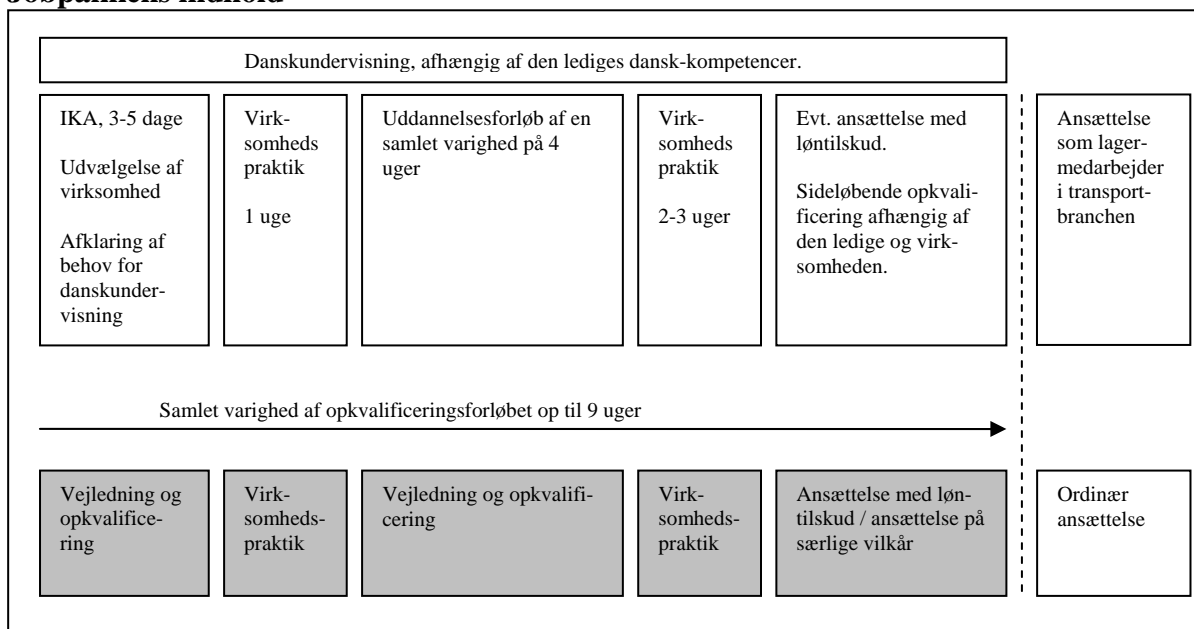 Jobpakkens indhold
Danskundervisning, afhængig af den lediges dansk-kompetencer.
IKA, 3-5 dage
Udvælgelse af
virksomhed
Afklaring af
behov for
danskunder-
visning
Virk-
somheds
praktik
1 uge
Uddannelsesforløb af en
samlet varighed på 4
uger
Virk-
somheds
praktik
2-3 uger
Evt. ansættelse med
løntilskud.
Sideløbende opkvali-
ficering afhængig af
den ledige og virk-
somheden.
Ansættelse
som lager-
medarbejder
i transport-
branchen
Samlet varighed af opkvalificeringsforløbet op til 9 uger
Vejledning og
opkvalifice-
ring
Virk-
somheds-
praktik
Vejledning og opkvalifi-
cering
Virk-
somheds-
praktik
Ansættelse med løn-
tilskud / ansættelse på
særlige vilkår
Ordinær
ansættelse